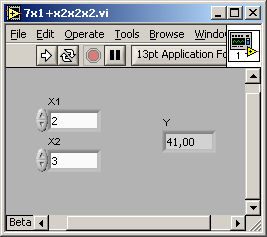 7x1+x2x2x2.vi
File Edit Operate Tools Browse Window
13pt Application Fo
1
X1
2
X2
3
Y
41,00
Beta